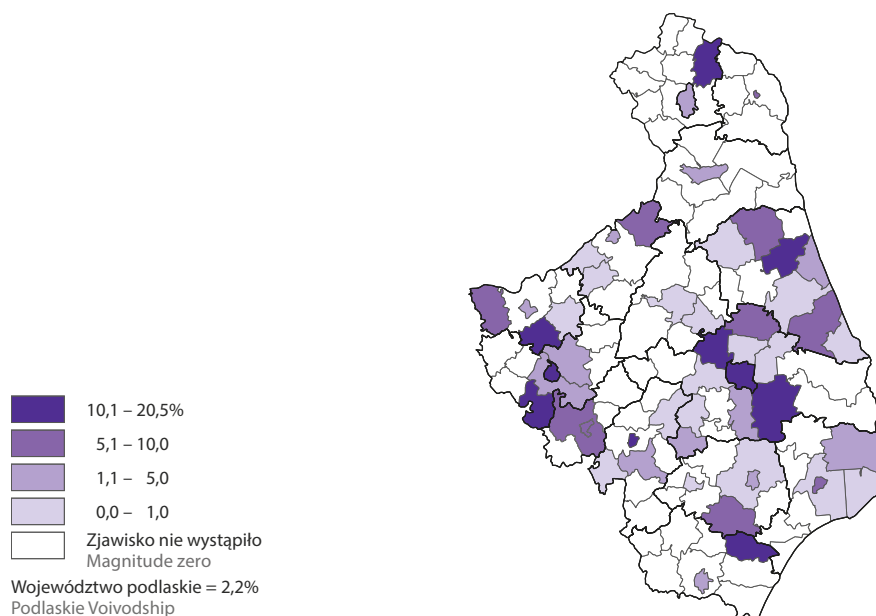 10,1 – 20,5%
5,1 – 10,0
1,1 – 5,0
0,0 – 1,0
Zjawisko nie wystąpiło
Magnitude zero
Województwo podlaskie = 2,2%
Podlaskie Voivodship